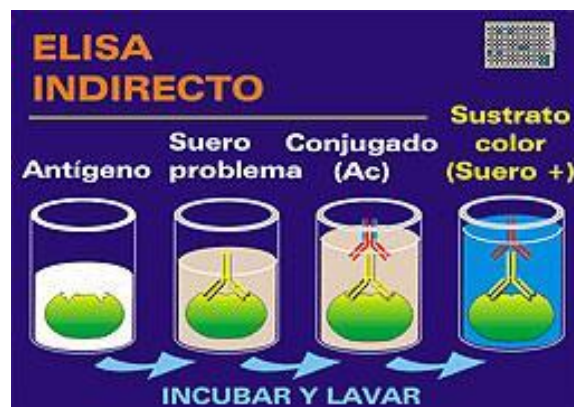 ELISA
INDIRECTO
Antígeno
Suero
problema
Conjugado
(Ac)
Sustrato
color
(Suero +)
INCUBAR Y LAVAR